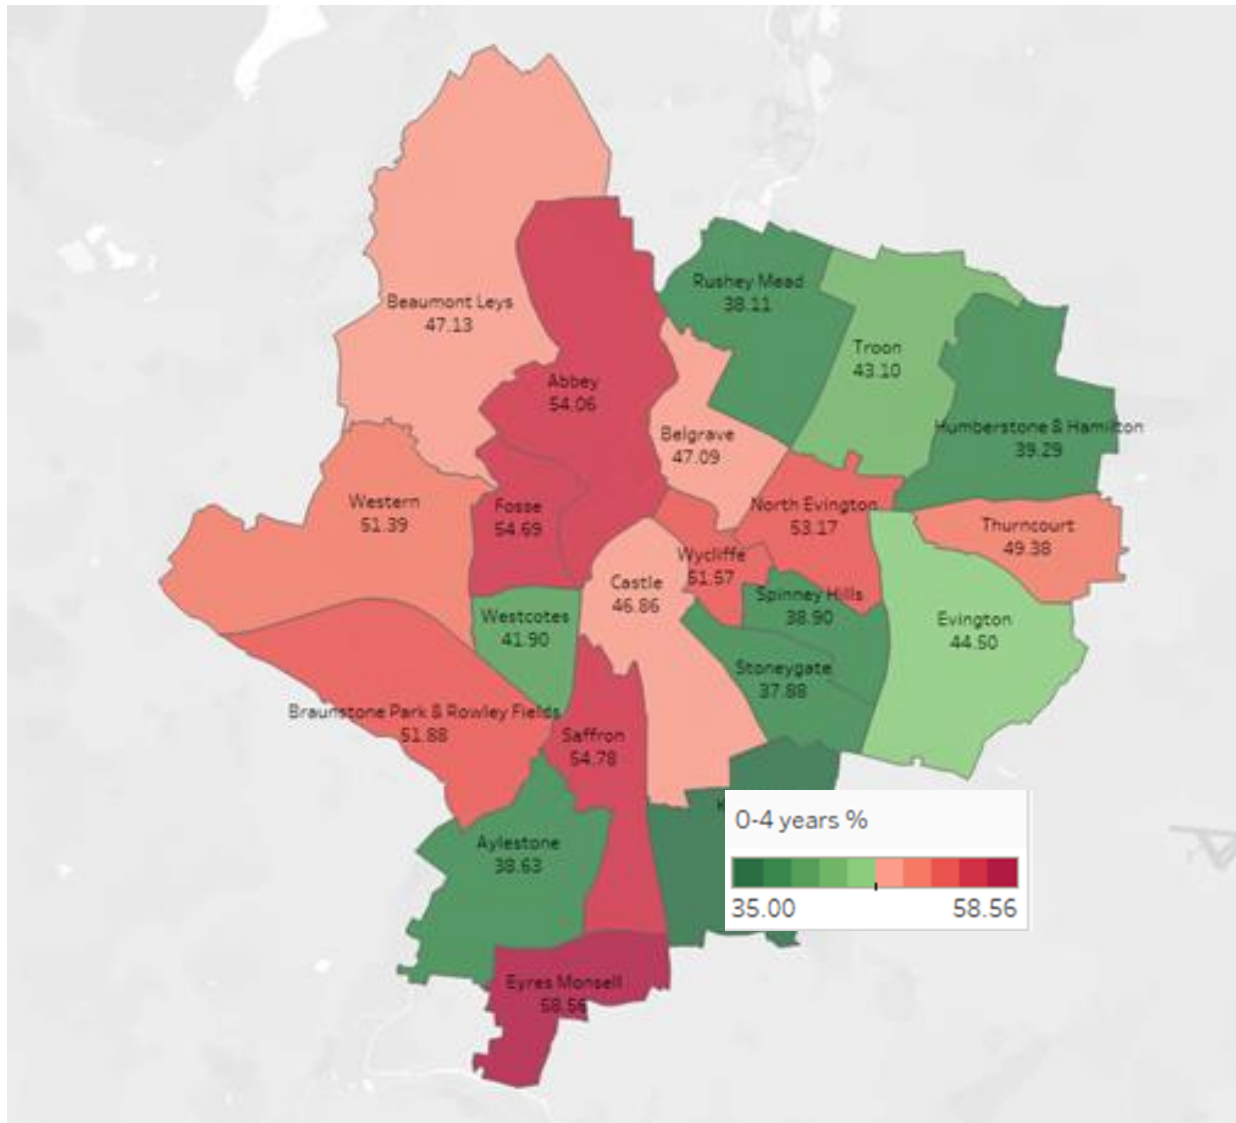 Rushey Mead
38.11
Beaumont Leys
47.13
Troon
43.10
Abbey
54.06
Belgrave
47.09
Humberstone & Hamilton
39.29
Western
51.39
Fosse
54.69
North Evington
53.17
Thurncourt
49.38
Wycliffe
51.57
Castle
46.86
Spinney Hills
38.90
Westcotes
41.90
Evington
44.50
Stoneygate
37.88
Braunstone Park & Rowley Fields
51.88
Saffron
54.78
0-4 years %
35.00
58.56
Aylestone
38.63
Eyres Monsell
58.56